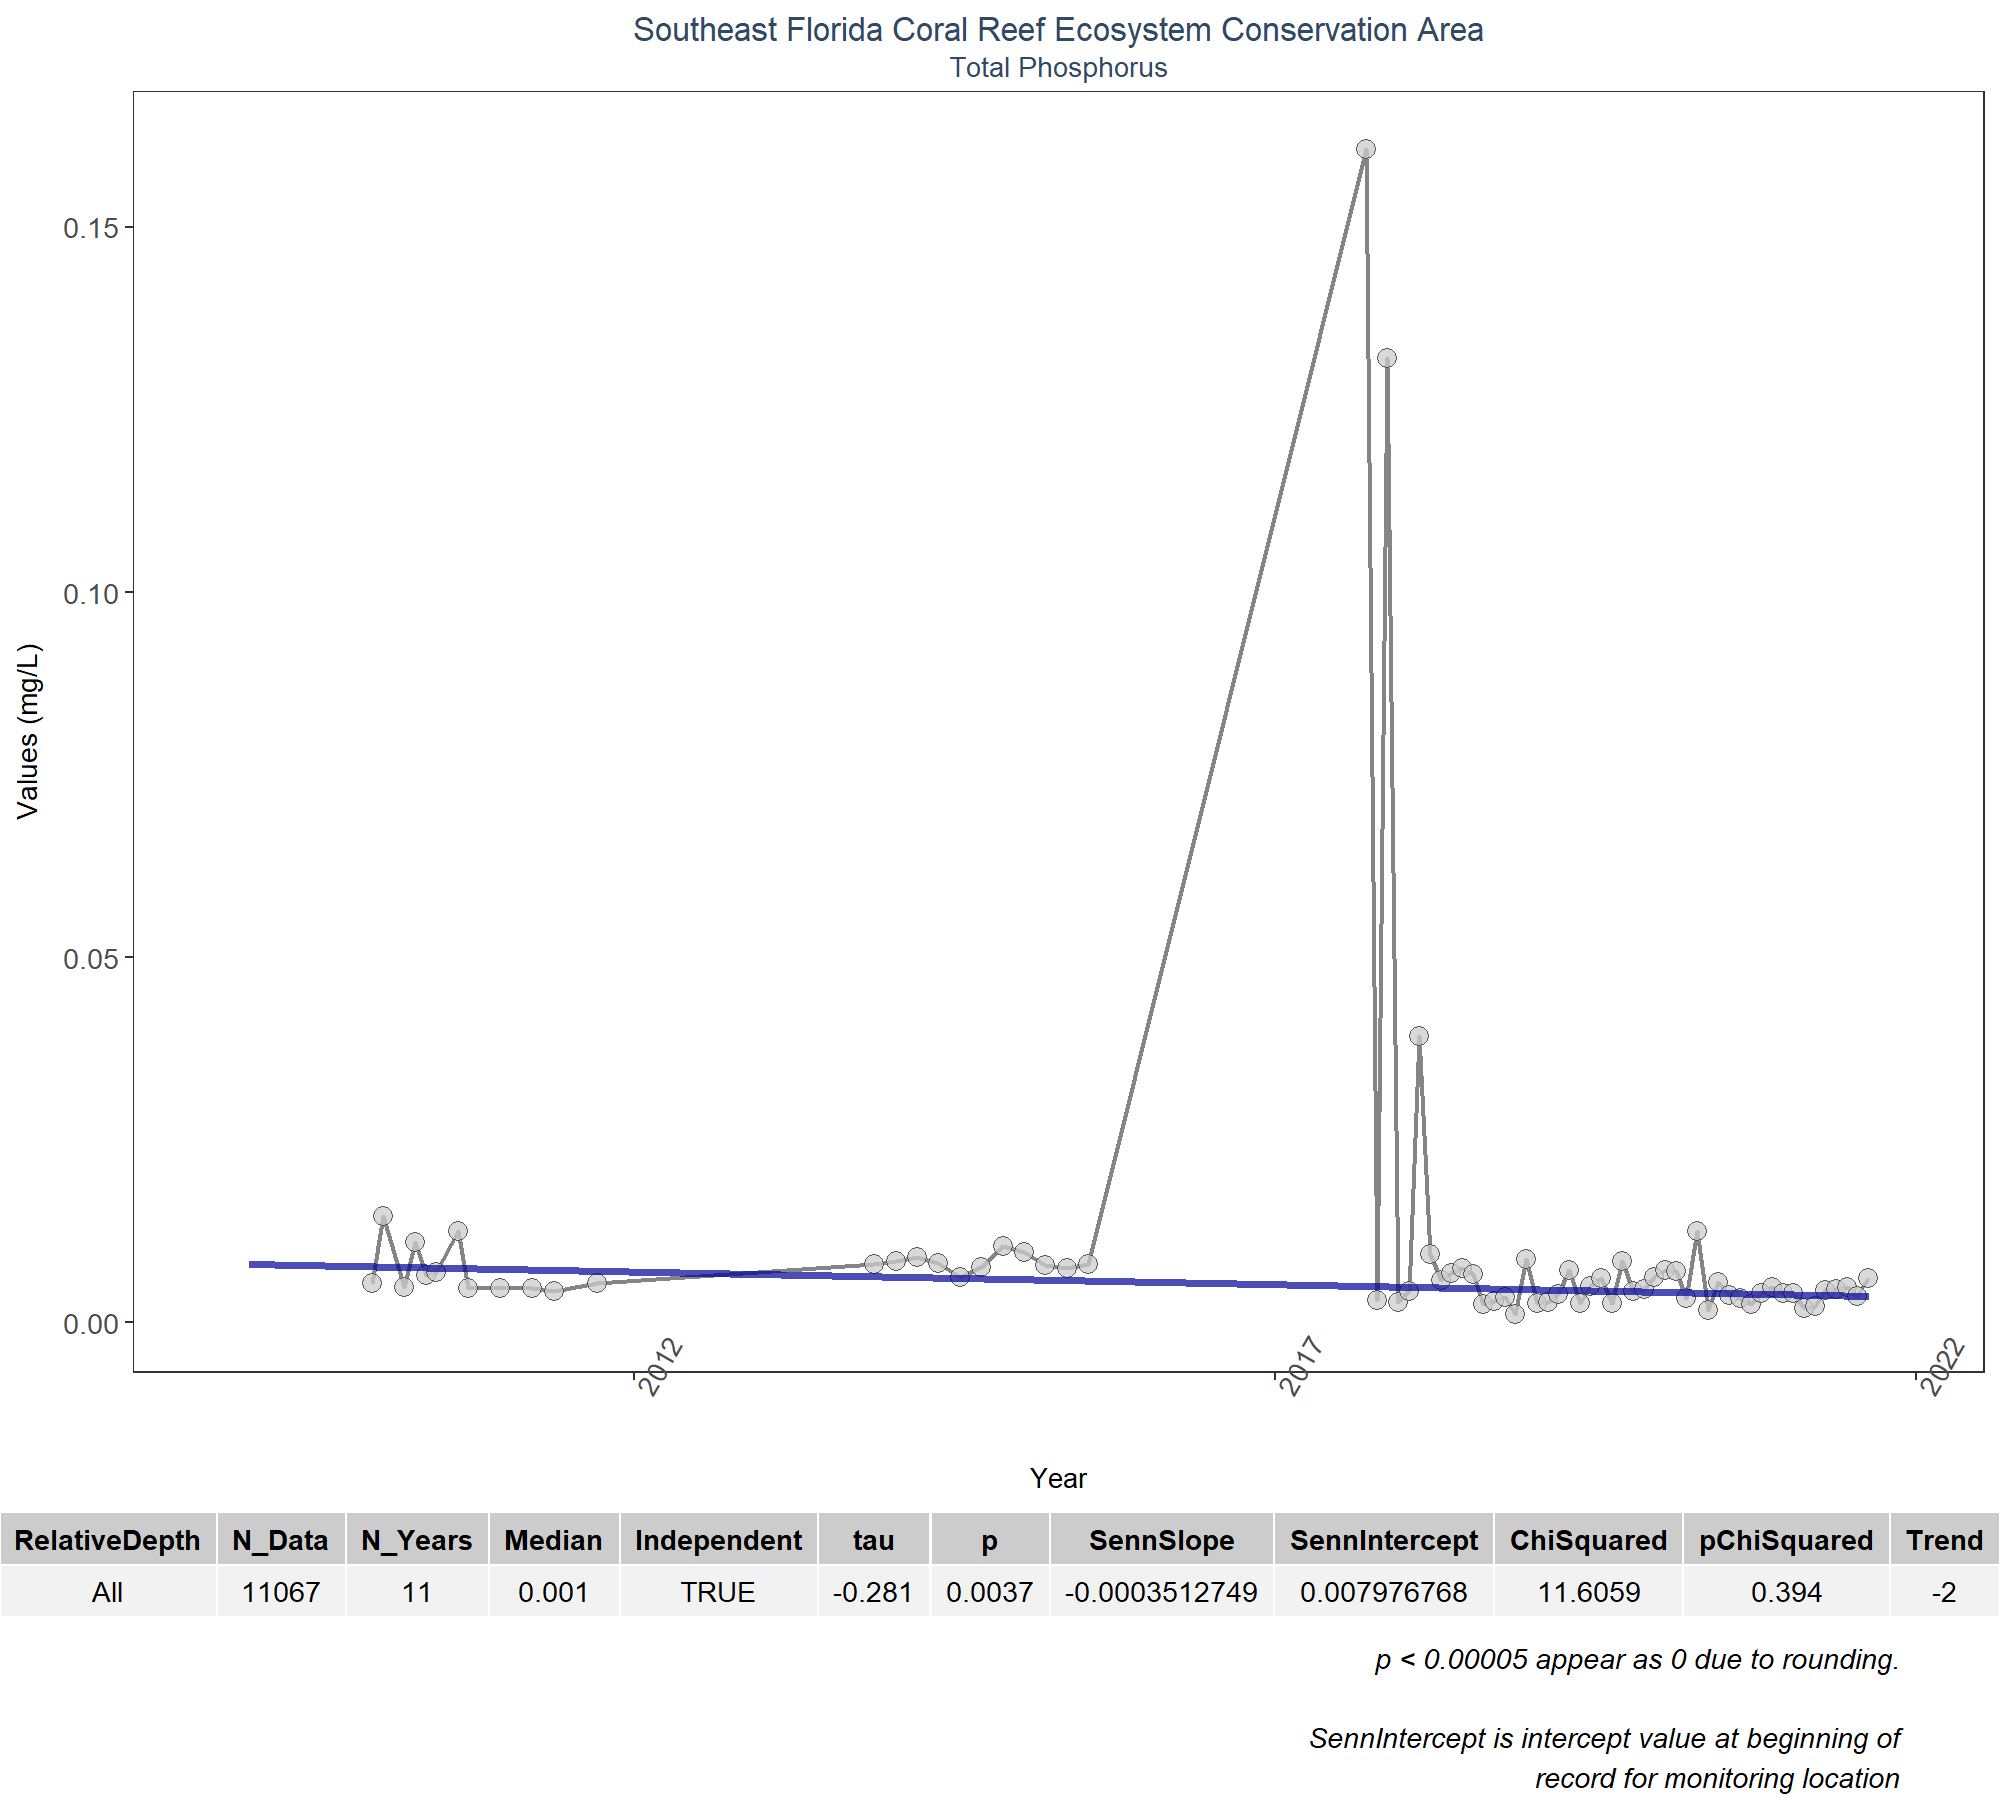 Southeast Florida Coral Reef Ecosystem Conservation Area
Total Phosphorus
0.15
0.10
0.05
0.00
Values (mg/L)
2012
2017
2022
Year
RelativeDepth N_Data N_Years Median Independent tau p SennSlope SennIntercept ChiSquared pChiSquared Trend
All 11067 11 0.001 TRUE -0.281 0.0037 -0.0003512749 0.007976768 11.6059 0.394 -2
p < 0.00005 appear as 0 due to rounding.
SennIntercept is intercept value at beginning of
record for monitoring location